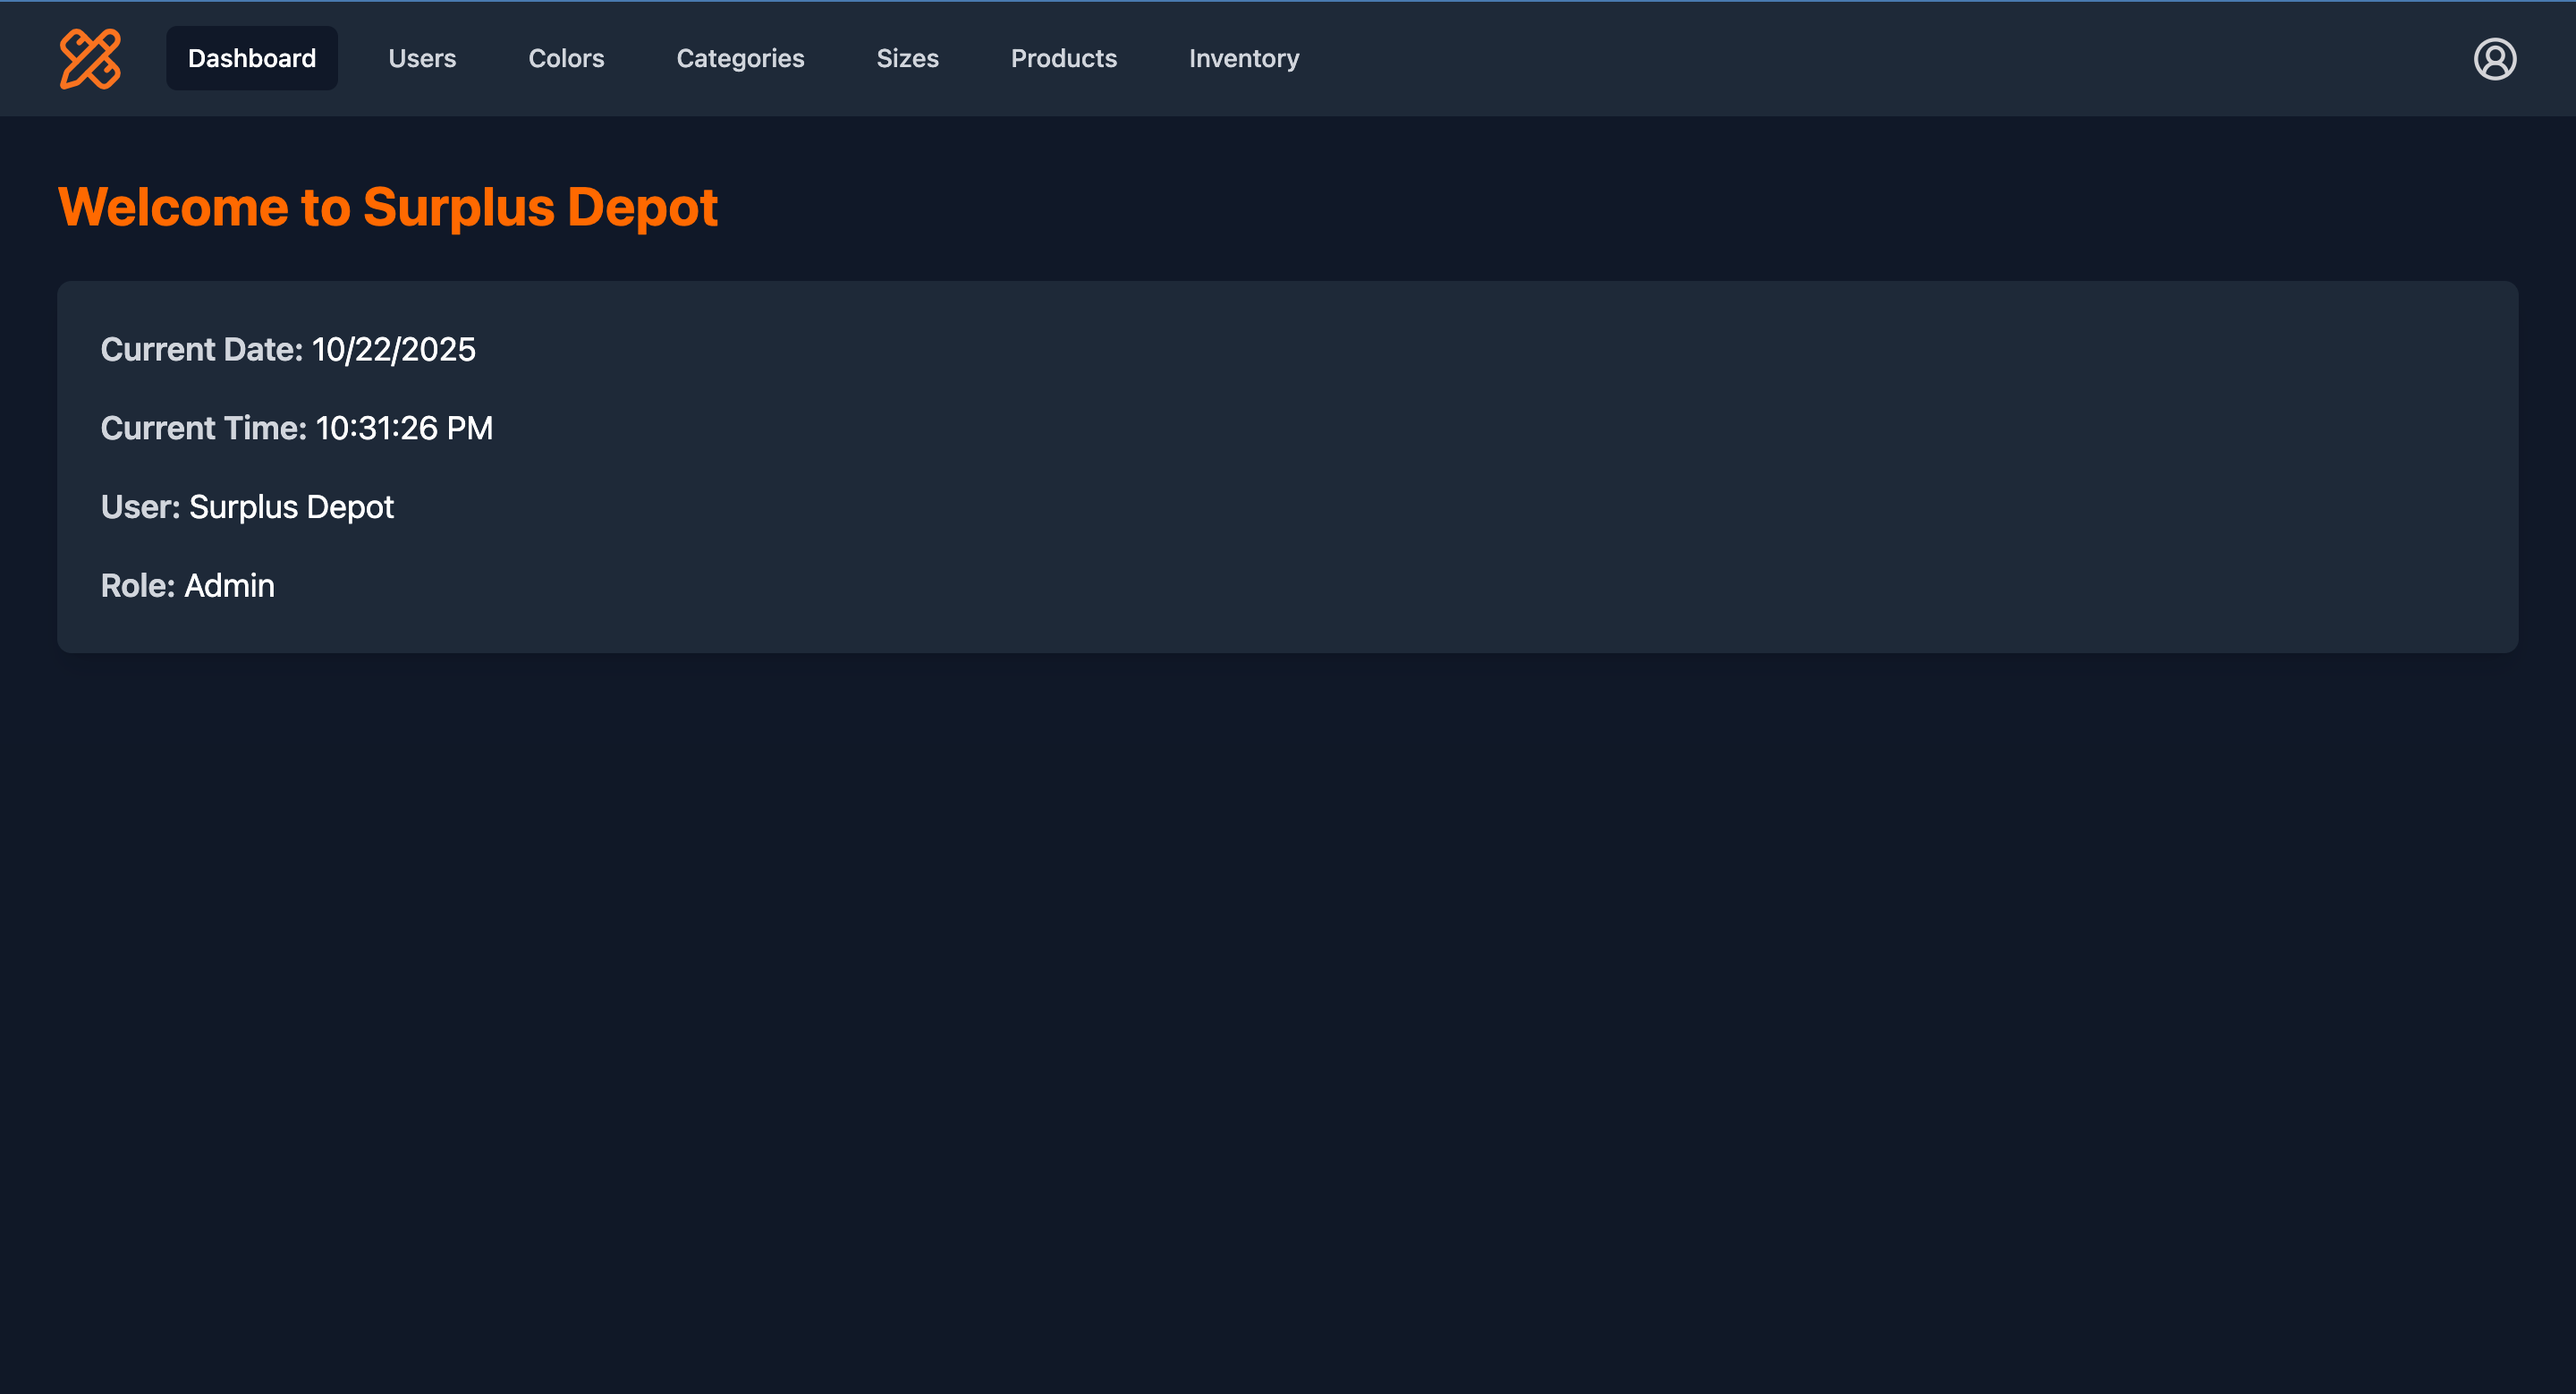 Dashboard Users Colors Categories Sizes Products Inventory
Welcome to Surplus Depot
Current Date: 10/22/2025
Current Time: 10:31:26 PM
User: Surplus Depot
Role: Admin